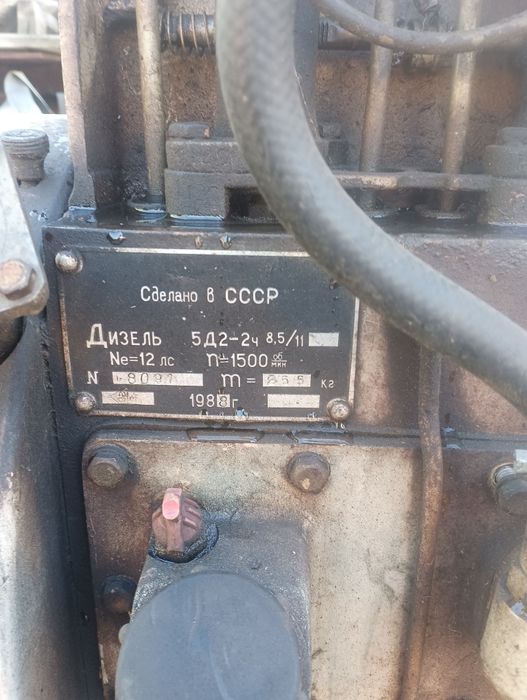 Сделано в СССР
Дизель 5Д2-2ч 8,5/11
Ne=12 лс n=1500 об/мин
N m= кг
198 г